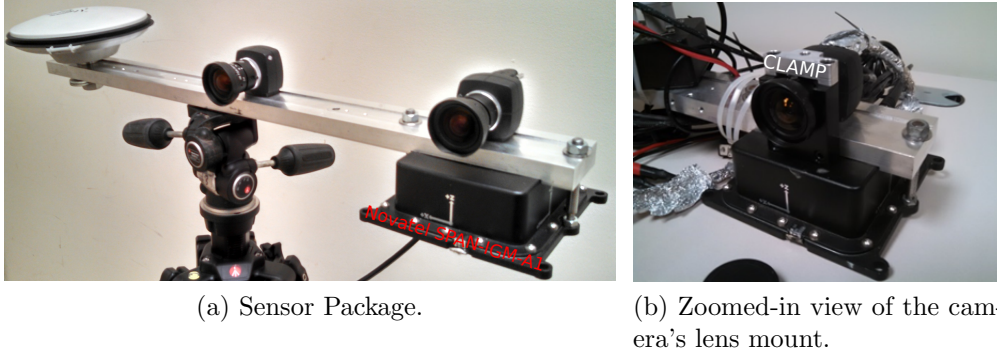 Novatel SPAN-IGM-A1
CLAMP
(a) Sensor Package.
(b) Zoomed-in view of the cam-
era's lens mount.